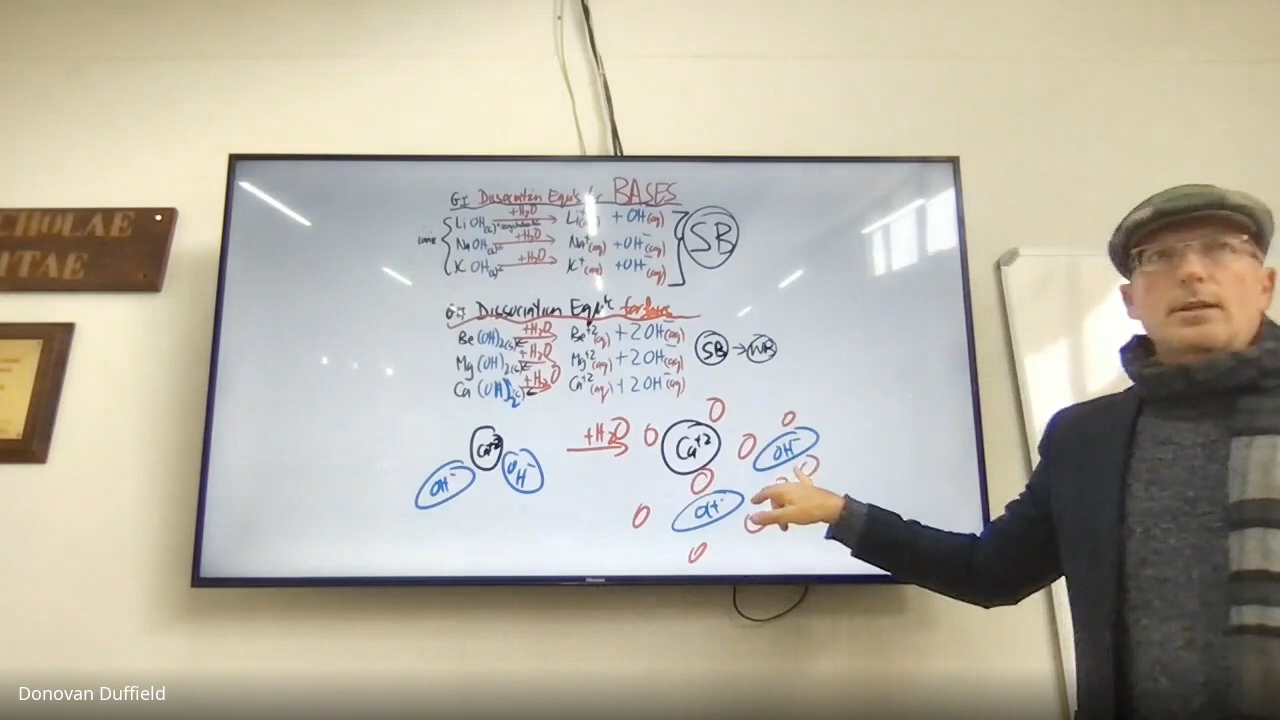 CHOLAE
ITAE
GI Dissociation Equ's for BASES
LiOH(s) +H₂O → Li⁺(aq) + OH⁻(aq)
NaOH(s) +H₂O → Na⁺(aq) + OH⁻(aq)
KOH(s) +H₂O → K⁺(aq) + OH⁻(aq)
SB
Dissociation Equ's for bases
Be(OH)₂(s) +H₂O → Be⁺²(aq) + 2OH⁻(aq)
Mg(OH)₂(s) +H₂O → Mg⁺²(aq) + 2OH⁻(aq)
Ca(OH)₂(s) +H₂O → Ca⁺²(aq) + 2OH⁻(aq)
SB → WB
Ca⁺² OH⁻ OH⁻ +H₂O → Ca⁺² OH⁻
OH⁻
Hisense
Donovan Duffield